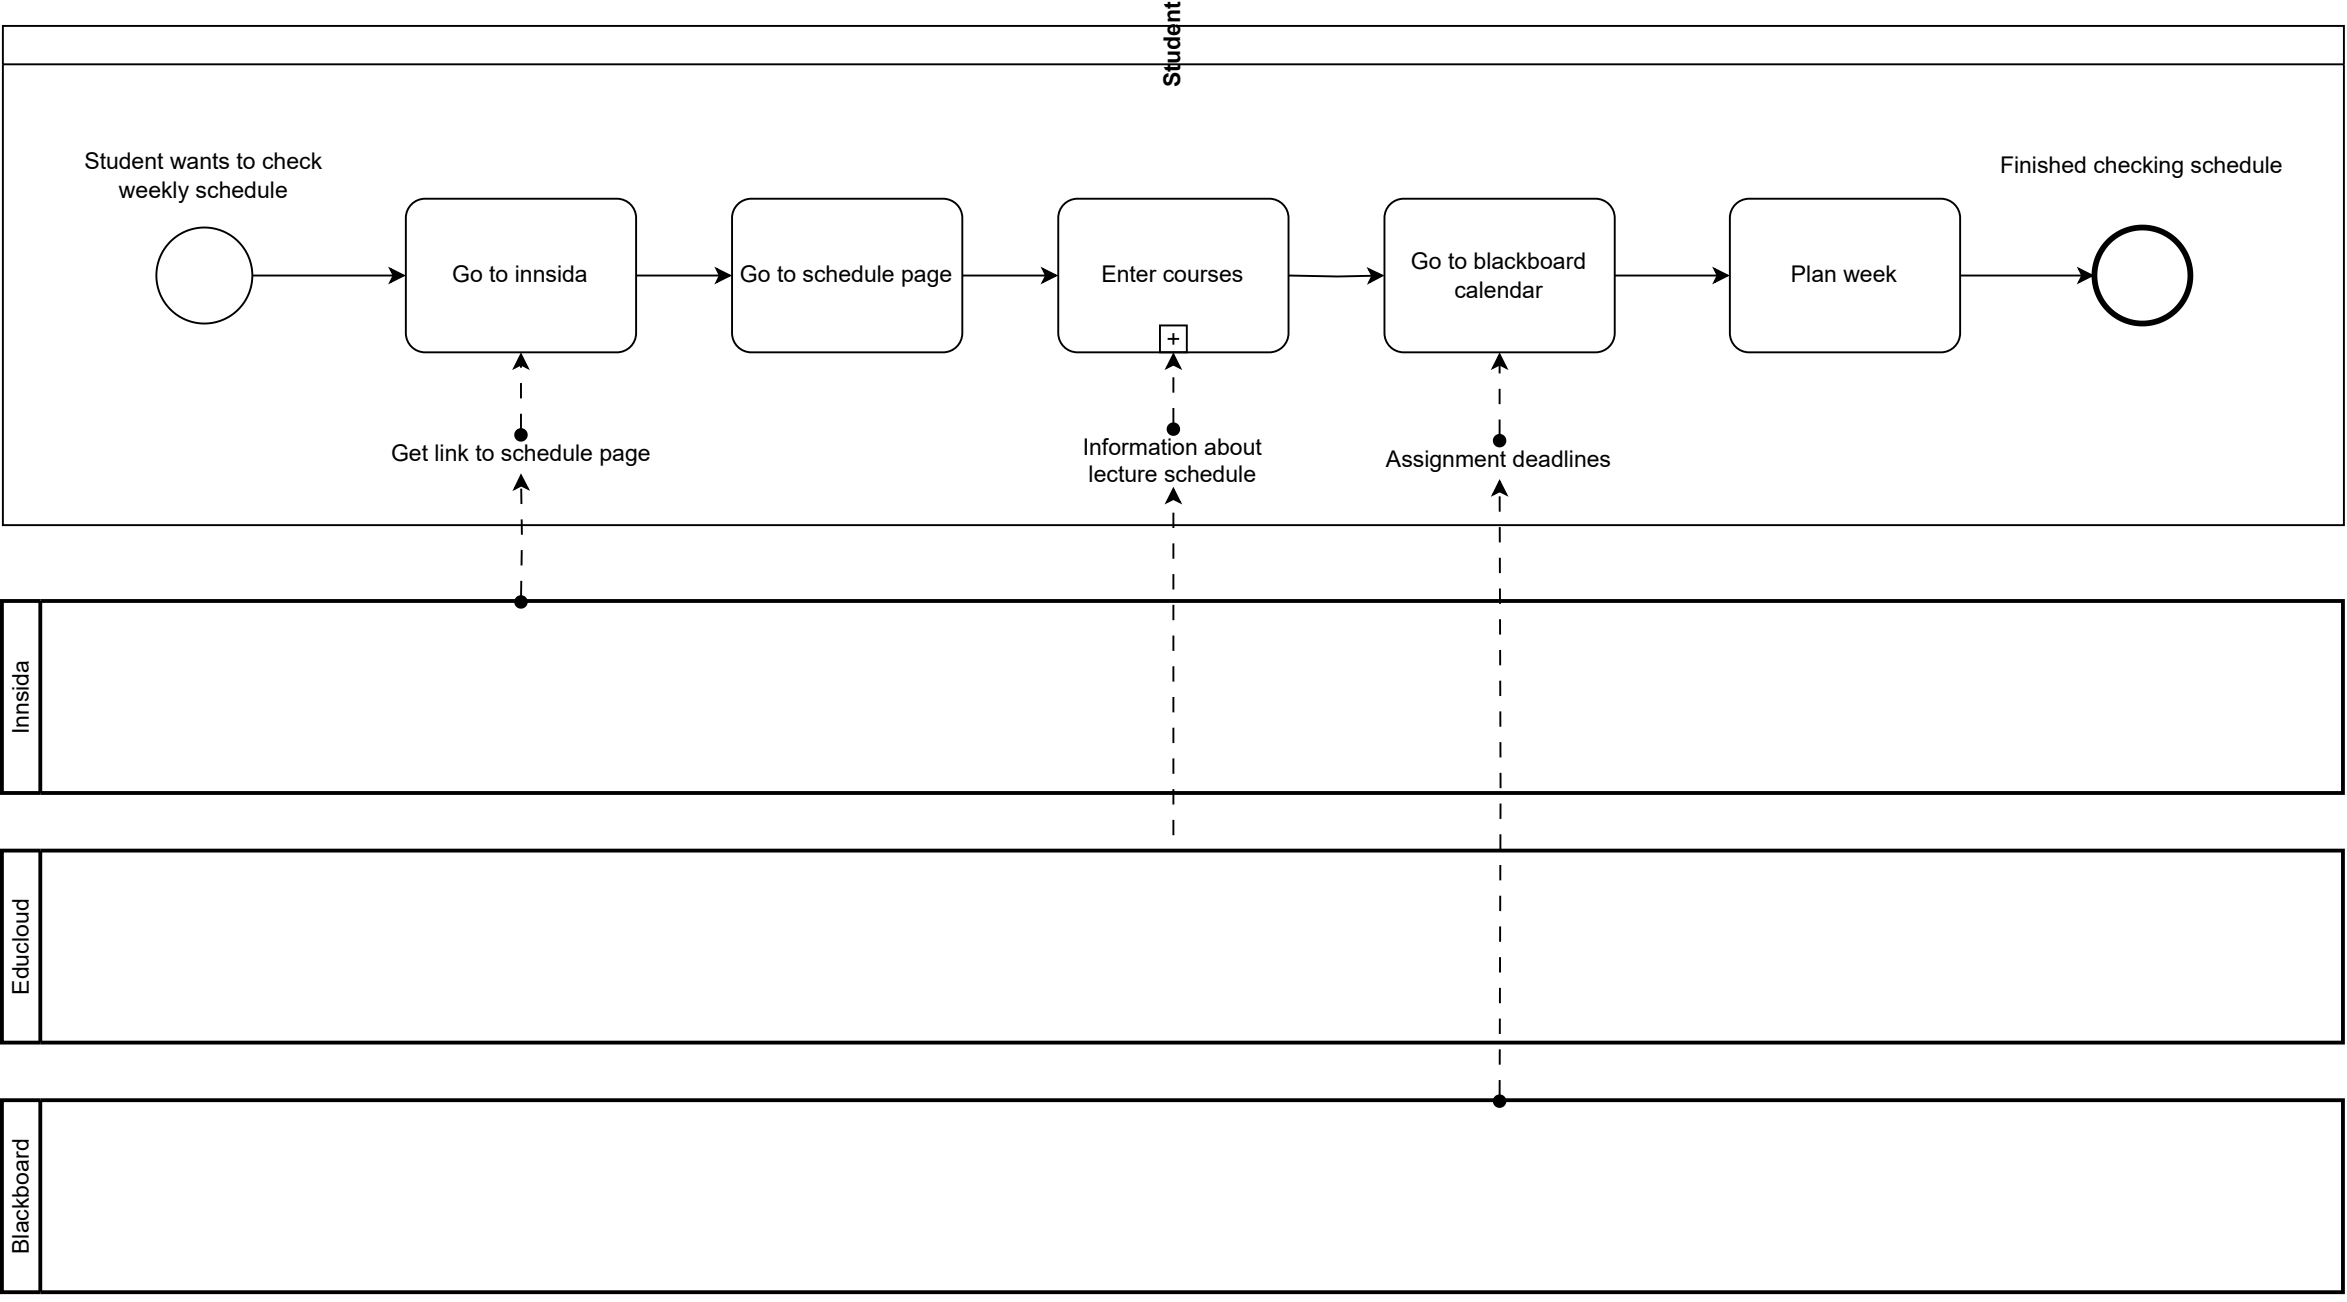 Student
Student wants to check
weekly schedule
Finished checking schedule
Go to innsida
Go to schedule page
Enter courses
+
Go to blackboard
calendar
Plan week
Get link to schedule page
Information about
lecture schedule
Assignment deadlines
Innsida
Educloud
Blackboard